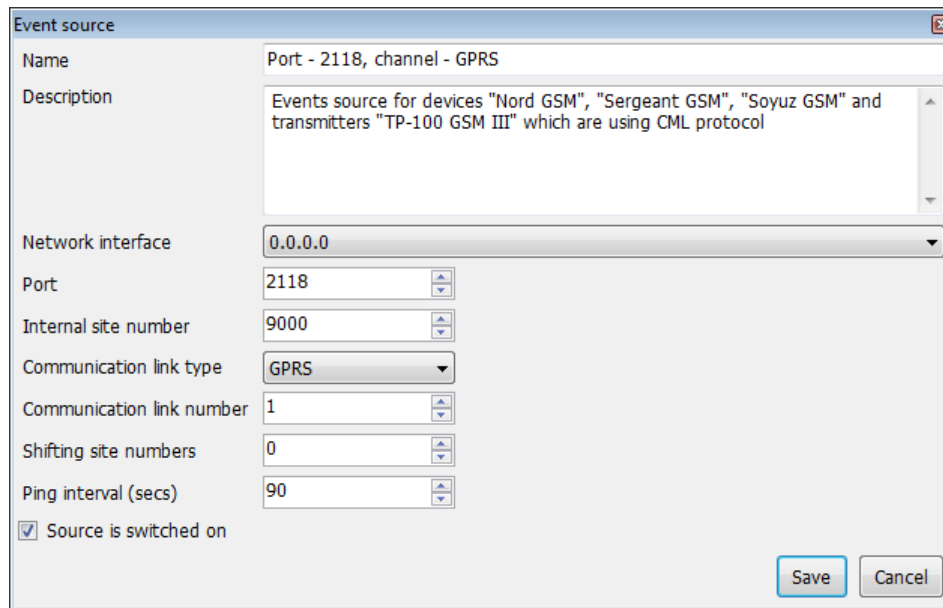 Event source
Name
Port - 2118, channel - GPRS
Description
Events source for devices "Nord GSM", "Sergeant GSM", "Soyuz GSM" and
transmitters "TP-100 GSM III" which are using CML protocol
Network interface
0.0.0.0
Port
2118
Internal site number
9000
Communication link type
GPRS
Communication link number
1
Shifting site numbers
0
Ping interval (secs)
90
Source is switched on
Save
Cancel